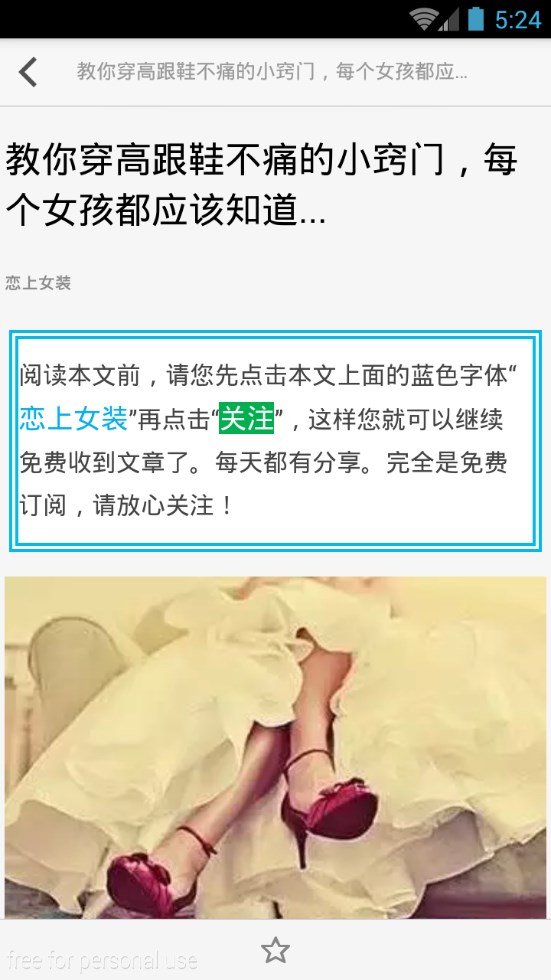 5:24
教你穿高跟鞋不痛的小窍门，每个女孩都应...
教你穿高跟鞋不痛的小窍门，每
个女孩都应该知道...
恋上女装
阅读本文前，请您先点击本文上面的蓝色字体“
恋上女装”再点击“关注”，这样您就可以继续
免费收到文章了。每天都有分享。完全是免费
订阅，请放心关注！
free for personal use